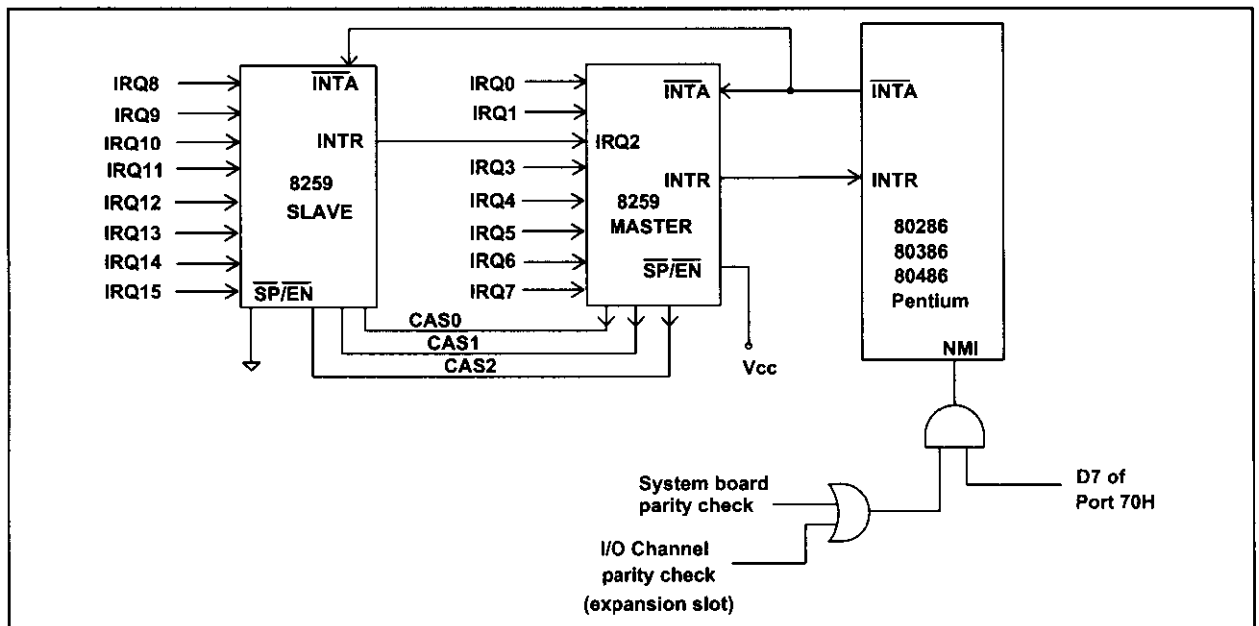 IRQ8
IRQ9
IRQ10
IRQ11
IRQ12
IRQ13
IRQ14
IRQ15
INTA
INTR
8259
SLAVE
SP/EN
IRQ0
IRQ1
IRQ2
IRQ3
IRQ4
IRQ5
IRQ6
IRQ7
INTA
INTR
8259
MASTER
SP/EN
CAS0
CAS1
CAS2
Vcc
INTA
INTR
80286
80386
80486
Pentium
NMI
System board
parity check
I/O Channel
parity check
(expansion slot)
D7 of
Port 70H